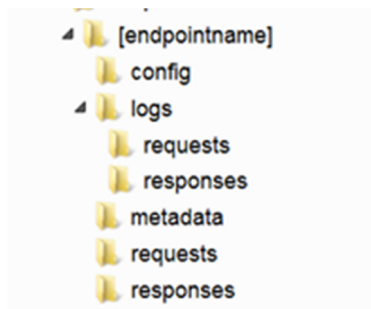 [endpointname]
config
logs
requests
responses
metadata
requests
responses